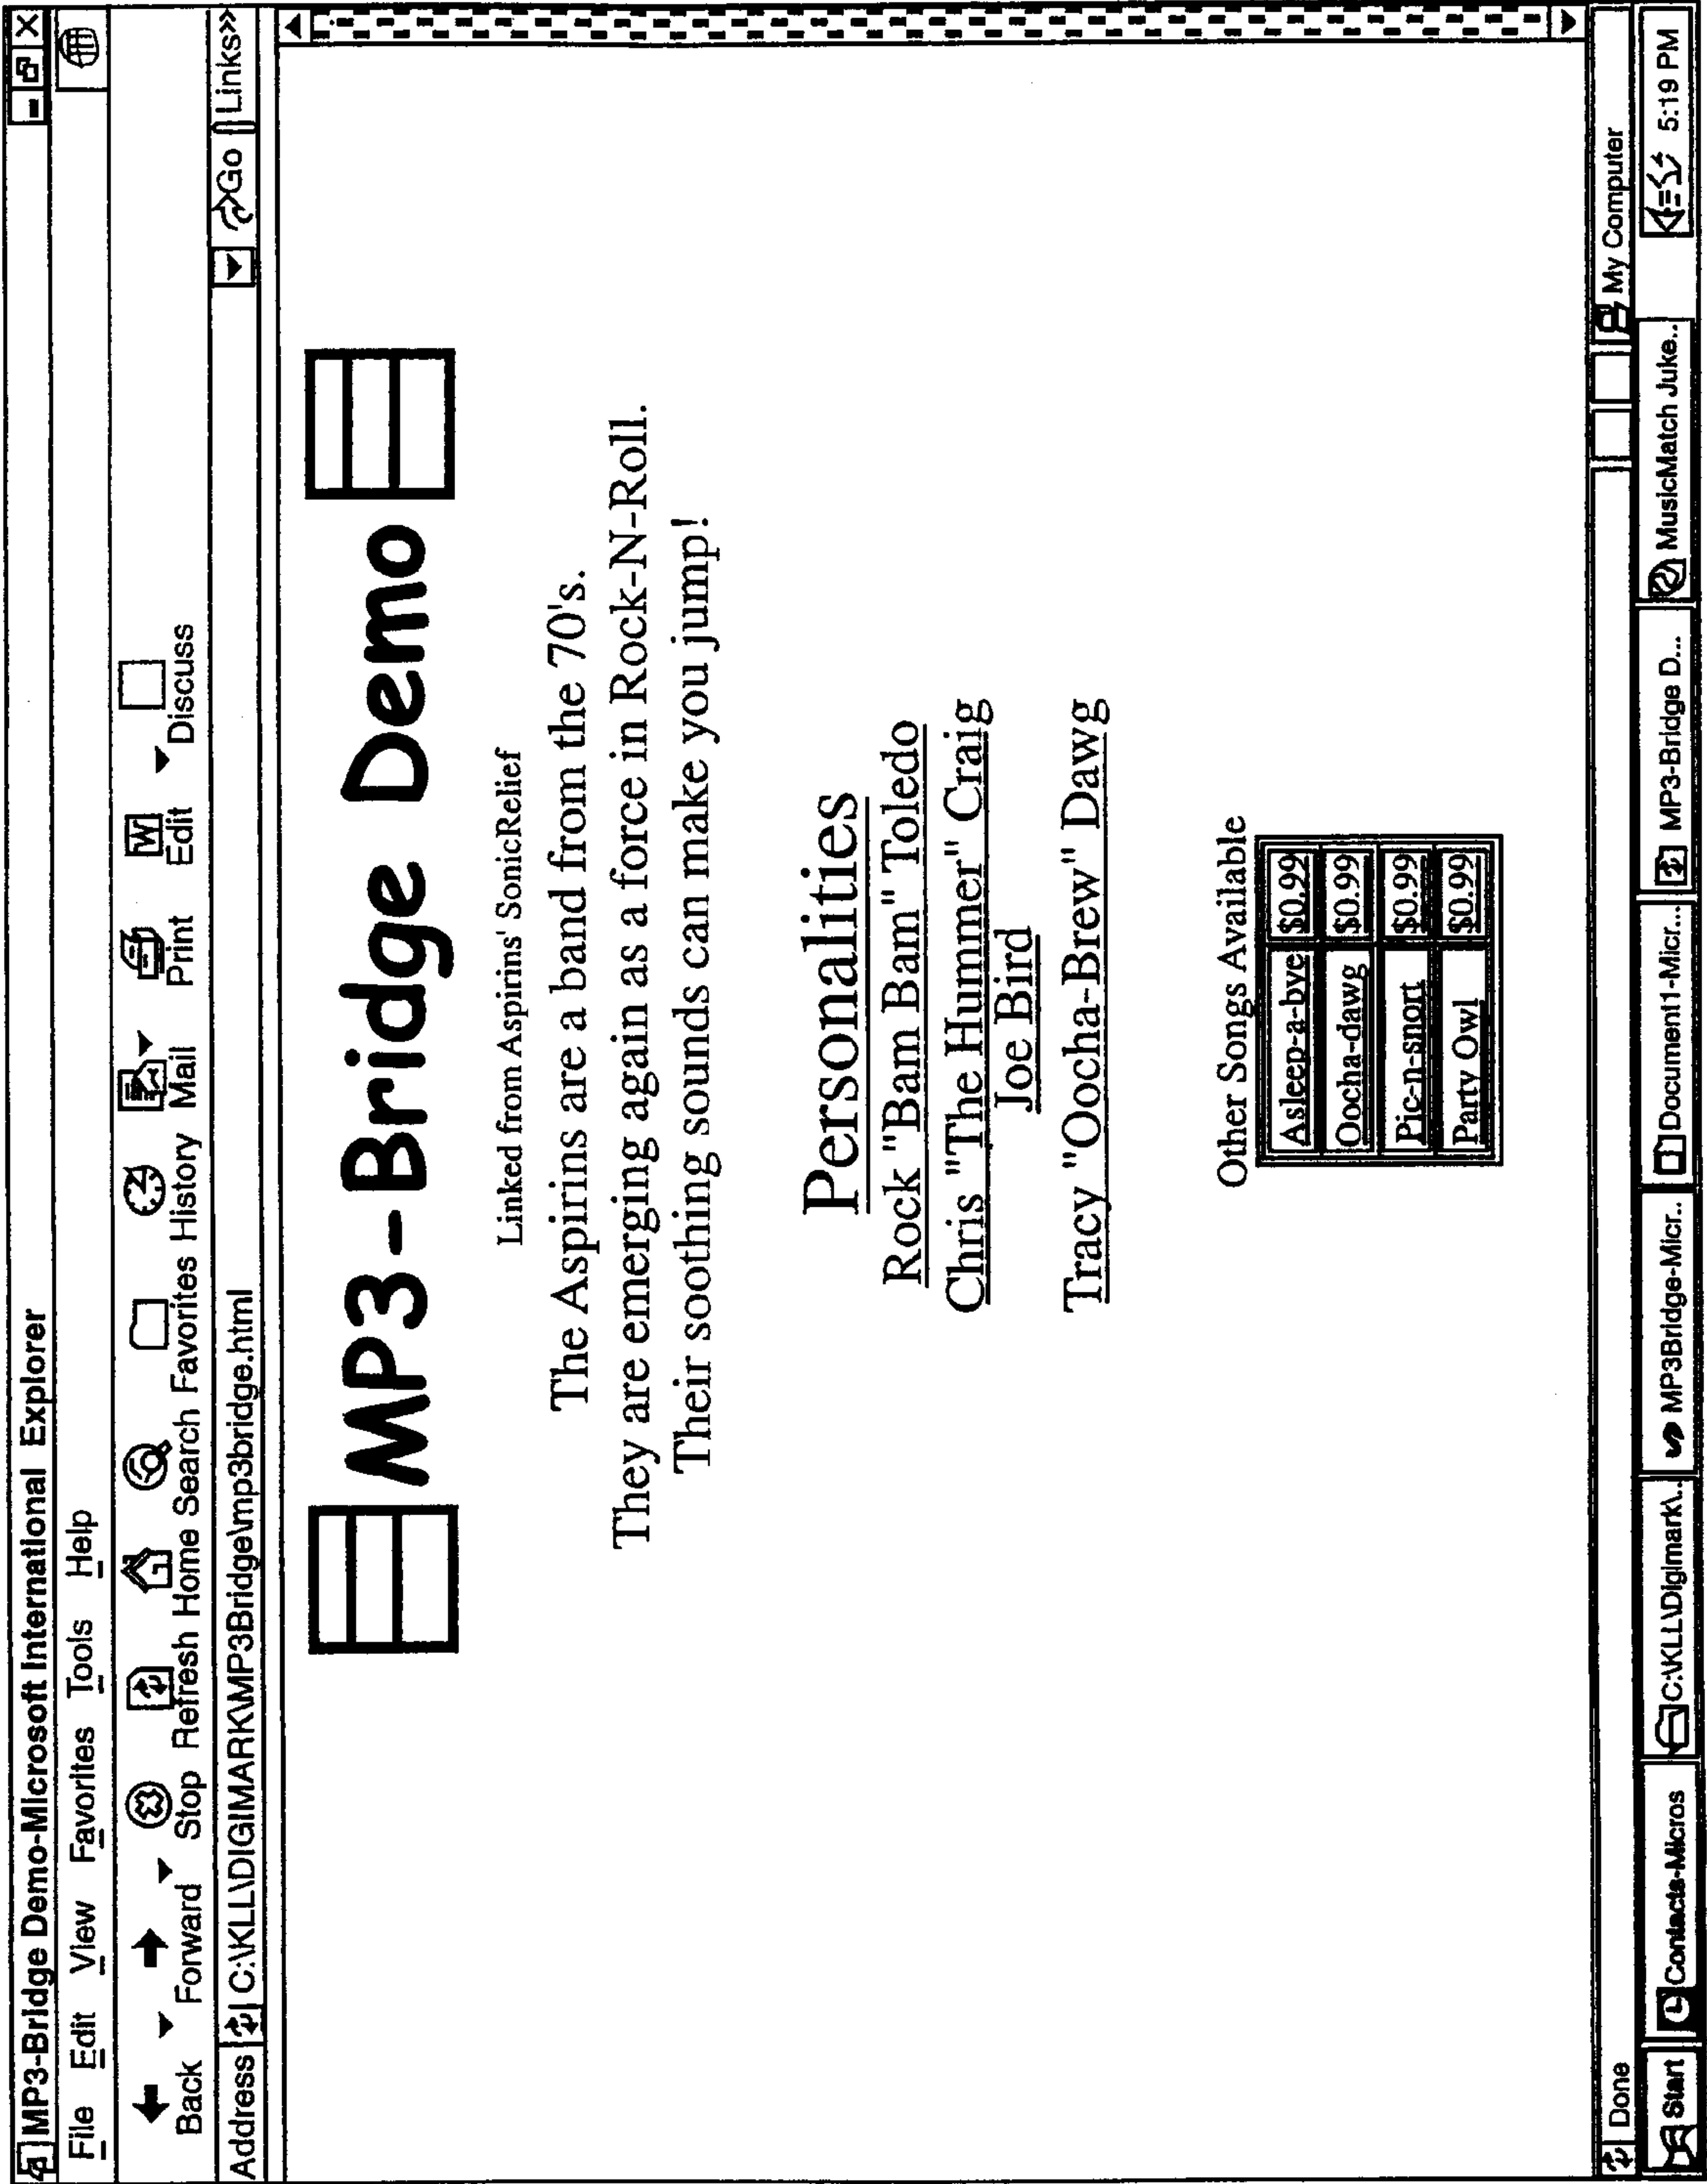 MP3-Bridge Demo-Microsoft International Explorer
File Edit View Favorites Tools Help
Back Forward Stop Refresh Home Search Favorites History Mail Print Edit Discuss
Address C:\KLL\DIGIMARK\MP3Bridge\mp3bridge.html Go Links»
MP3-Bridge Demo
Linked from Aspirins' SonicRelief
The Aspirins are a band from the 70's.
They are emerging again as a force in Rock-N-Roll.
Their soothing sounds can make you jump!
Personalities
Rock "Bam Bam" Toledo
Chris "The Hummer" Craig
Joe Bird
Tracy "Oocha-Brew" Dawg
Other Songs Available
Asleep-a-bye $0.99
Oocha-dawg $0.99
Pic-n-snort $0.99
Party Owl $0.99
Done My Computer
Start Contacts-Micros C:\KLL\Digimark\.. MP3Bridge-Micr.. Document1-Micr... MP3-Bridge D... MusicMatch Juke.. 5:19 PM